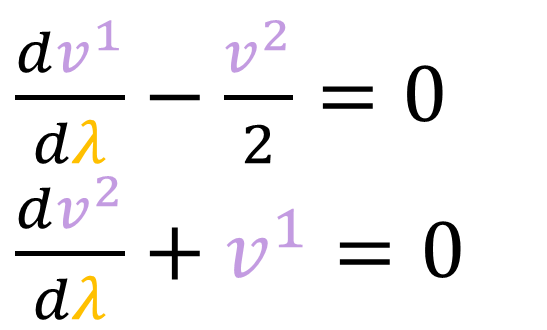 dv¹/dλ − v²/2 = 0
dv²/dλ + v¹ = 0